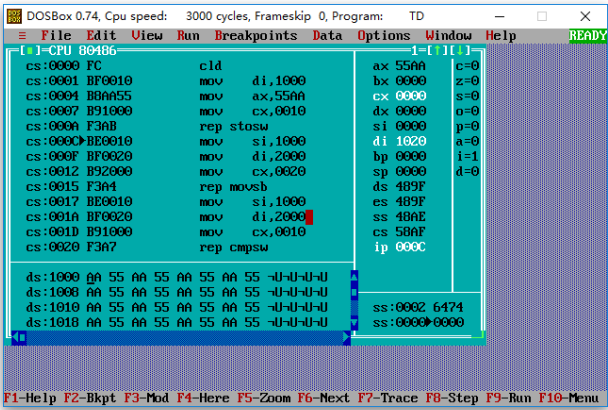 DOSBox 0.74, Cpu speed: 3000 cycles, Frameskip 0, Program: TD
≡ File Edit View Run Breakpoints Data Options Window Help READY
[■]=CPU 80486 1=[↑][↓]
cs:0000 FC cld ax 55AA c=0
cs:0001 BF0010 mov di,1000 bx 0000 z=0
cs:0004 B8AA55 mov ax,55AA cx 0000 s=0
cs:0007 B91000 mov cx,0010 dx 0000 o=0
cs:000A F3AB rep stosw si 0000 p=0
cs:000C►BE0010 mov si,1000 di 1020 a=0
cs:000F BF0020 mov di,2000 bp 0000 i=1
cs:0012 B92000 mov cx,0020 sp 0000 d=0
cs:0015 F3A4 rep movsb ds 489F
cs:0017 BE0010 mov si,1000 es 489F
cs:001A BF0020 mov di,2000 ss 48AE
cs:001D B91000 mov cx,0010 cs 58AF
cs:0020 F3A7 rep cmpsw ip 000C
ds:1000 AA 55 AA 55 AA 55 AA 55 ¬U¬U¬U¬U
ds:1008 AA 55 AA 55 AA 55 AA 55 ¬U¬U¬U¬U
ds:1010 AA 55 AA 55 AA 55 AA 55 ¬U¬U¬U¬U ss:0002 6474
ds:1018 AA 55 AA 55 AA 55 AA 55 ¬U¬U¬U¬U ss:0000►0000
F1-Help F2-Bkpt F3-Mod F4-Here F5-Zoom F6-Next F7-Trace F8-Step F9-Run F10-Menu